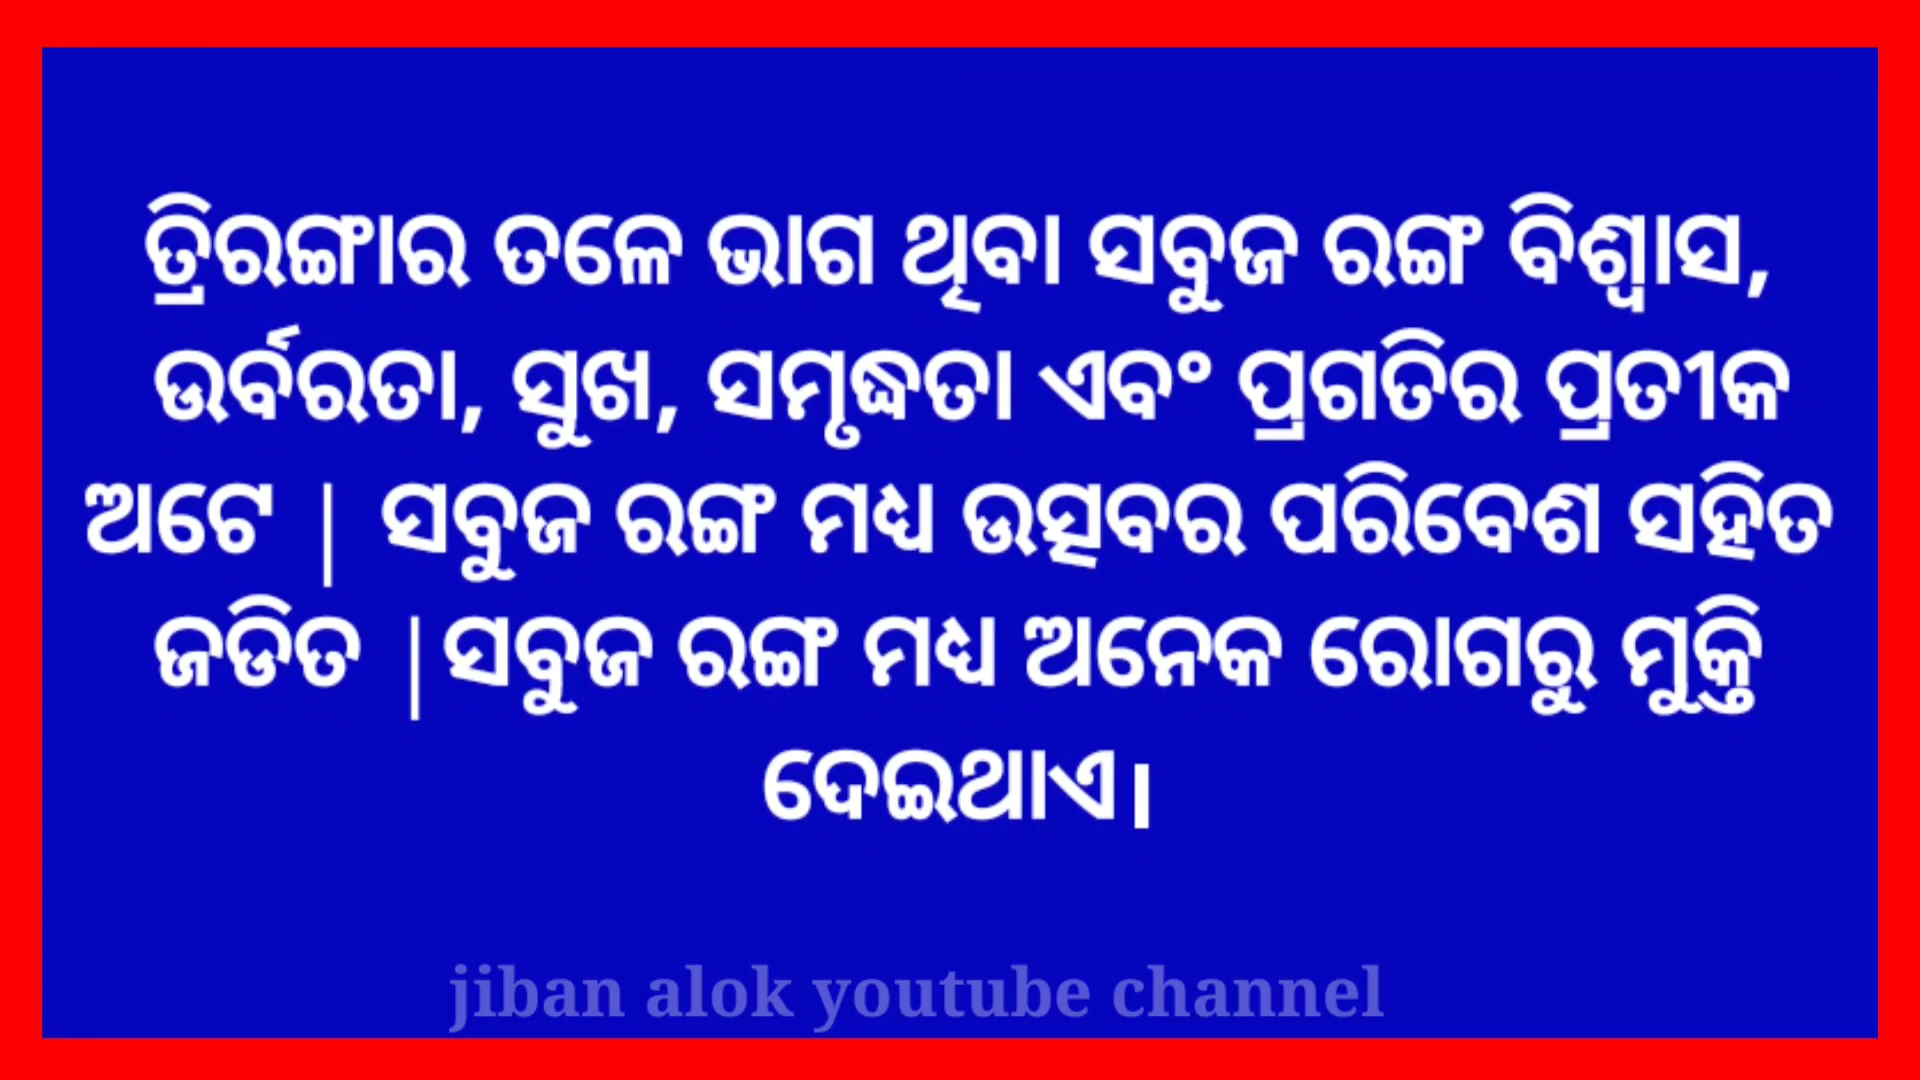 ତ୍ରିରଙ୍ଗାର ତଳେ ଭାଗ ଥିବା ସବୁଜ ରଙ୍ଗ ବିଶ୍ୱାସ,
ଉର୍ବରତା, ସୁଖ, ସମୃଦ୍ଧତା ଏବଂ ପ୍ରଗତିର ପ୍ରତୀକ
ଅଟେ | ସବୁଜ ରଙ୍ଗ ମଧ୍ୟ ଉତ୍ସବର ପରିବେଶ ସହିତ
ଜଡିତ |ସବୁଜ ରଙ୍ଗ ମଧ୍ୟ ଅନେକ ରୋଗରୁ ମୁକ୍ତି
ଦେଇଥାଏ।
jiban alok youtube channel